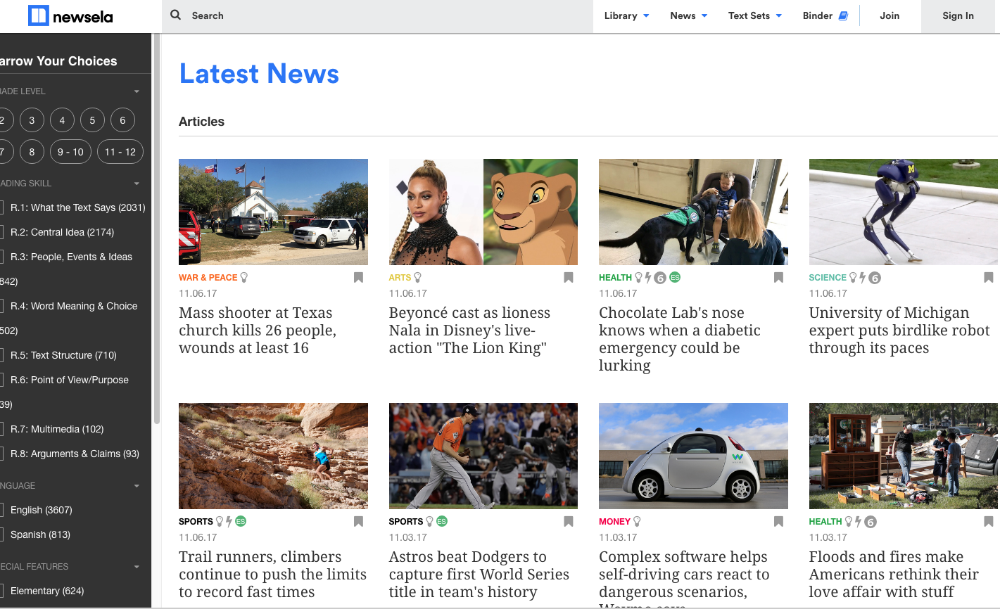 newsela
Search
Library
News
Text Sets
Binder
Join
Sign In
arrow Your Choices
RADE LEVEL
2
3
4
5
6
7
8
9 - 10
11 - 12
ADING SKILL
R.1: What the Text Says (2031)
R.2: Central Idea (2174)
R.3: People, Events & Ideas
842)
R.4: Word Meaning & Choice
502)
R.5: Text Structure (710)
R.6: Point of View/Purpose
39)
R.7: Multimedia (102)
R.8: Arguments & Claims (93)
NGUAGE
English (3607)
Spanish (813)
ECIAL FEATURES
Elementary (624)
Latest News
Articles
WAR & PEACE
11.06.17
Mass shooter at Texas
church kills 26 people,
wounds at least 16
ARTS
11.06.17
Beyoncé cast as lioness
Nala in Disney's live-
action "The Lion King"
HEALTH 6 ES
11.06.17
Chocolate Lab's nose
knows when a diabetic
emergency could be
lurking
M
SCIENCE 6
11.06.17
University of Michigan
expert puts birdlike robot
through its paces
SPORTS ES
11.06.17
Trail runners, climbers
continue to push the limits
to record fast times
SPORTS ES
11.03.17
Astros beat Dodgers to
capture first World Series
title in team's history
MONEY
11.03.17
Complex software helps
self-driving cars react to
dangerous scenarios,
Waymo says
HEALTH 6
11.03.17
Floods and fires make
Americans rethink their
love affair with stuff